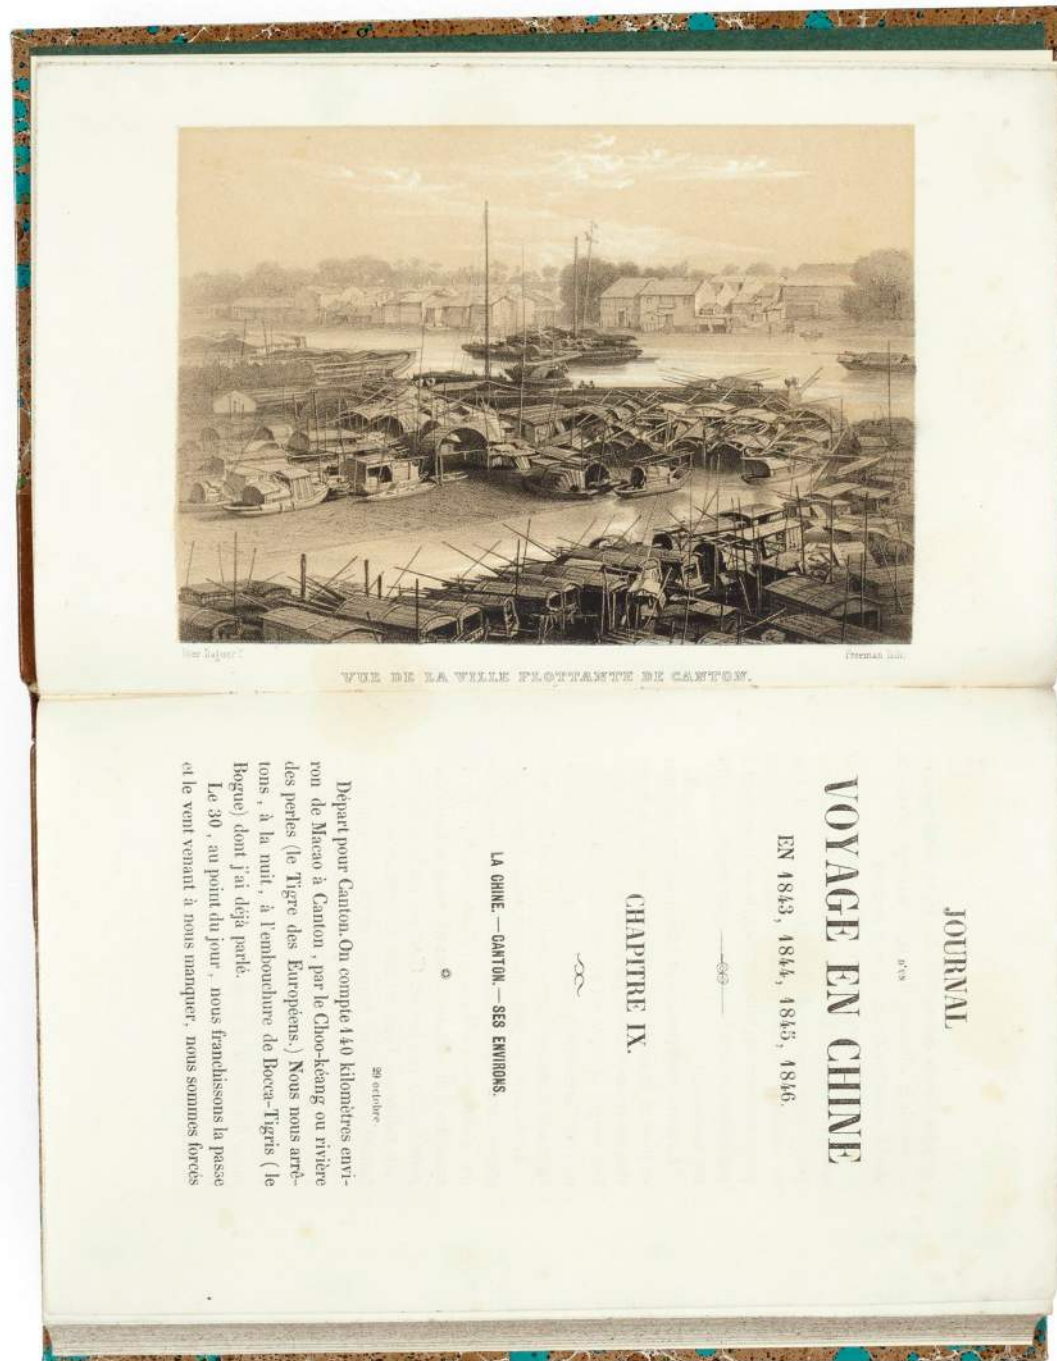 Itier Daguer.t
Freeman lith.
VUE DE LA VILLE FLOTTANTE DE CANTON.
JOURNAL
D'UN
VOYAGE EN CHINE
EN 1843, 1844, 1845, 1846.
CHAPITRE IX.
LA CHINE. — CANTON. — SES ENVIRONS.
29 octobre
Départ pour Canton. On compte 140 kilomètres envi-
ron de Macao à Canton, par le Choo-kéang ou rivière
des perles (le Tigre des Européens.) Nous nous arrê-
tons, à la nuit, à l'embouchure de Bocca-Tigris (le
Bogue) dont j'ai déjà parlé.
Le 30, au point du jour, nous franchissons la passe
et le vent venant à nous manquer, nous sommes forcés